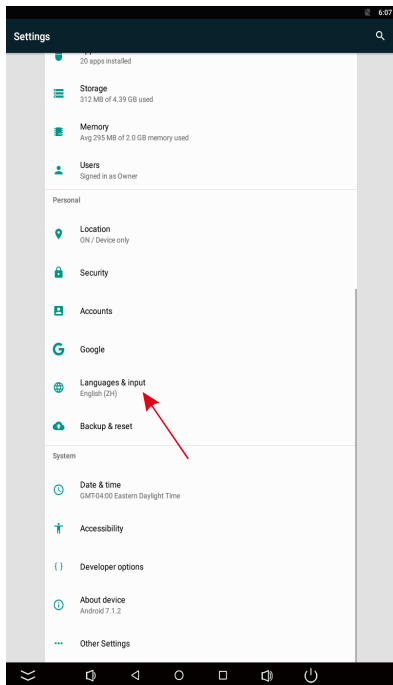 6:07
Settings
20 apps installed
Storage
312 MB of 4.39 GB used
Memory
Avg 295 MB of 2.0 GB memory used
Users
Signed in as Owner
Personal
Location
ON / Device only
Security
Accounts
Google
Languages & input
English (ZH)
Backup & reset
System
Date & time
GMT-04:00 Eastern Daylight Time
Accessibility
Developer options
About device
Android 7.1.2
Other Settings